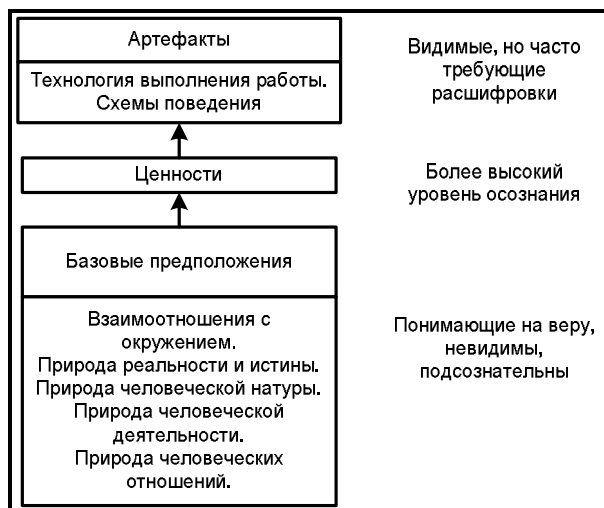 Артефакты
Технология выполнения работы.
Схемы поведения
Видимые, но часто
требующие
расшифровки
Ценности
Более высокий
уровень осознания
Базовые предположения
Взаимоотношения с
окружением.
Природа реальности и истины.
Природа человеческой натуры.
Природа человеческой
деятельности.
Природа человеческих
отношений.
Понимающие на веру,
невидимы,
подсознательны